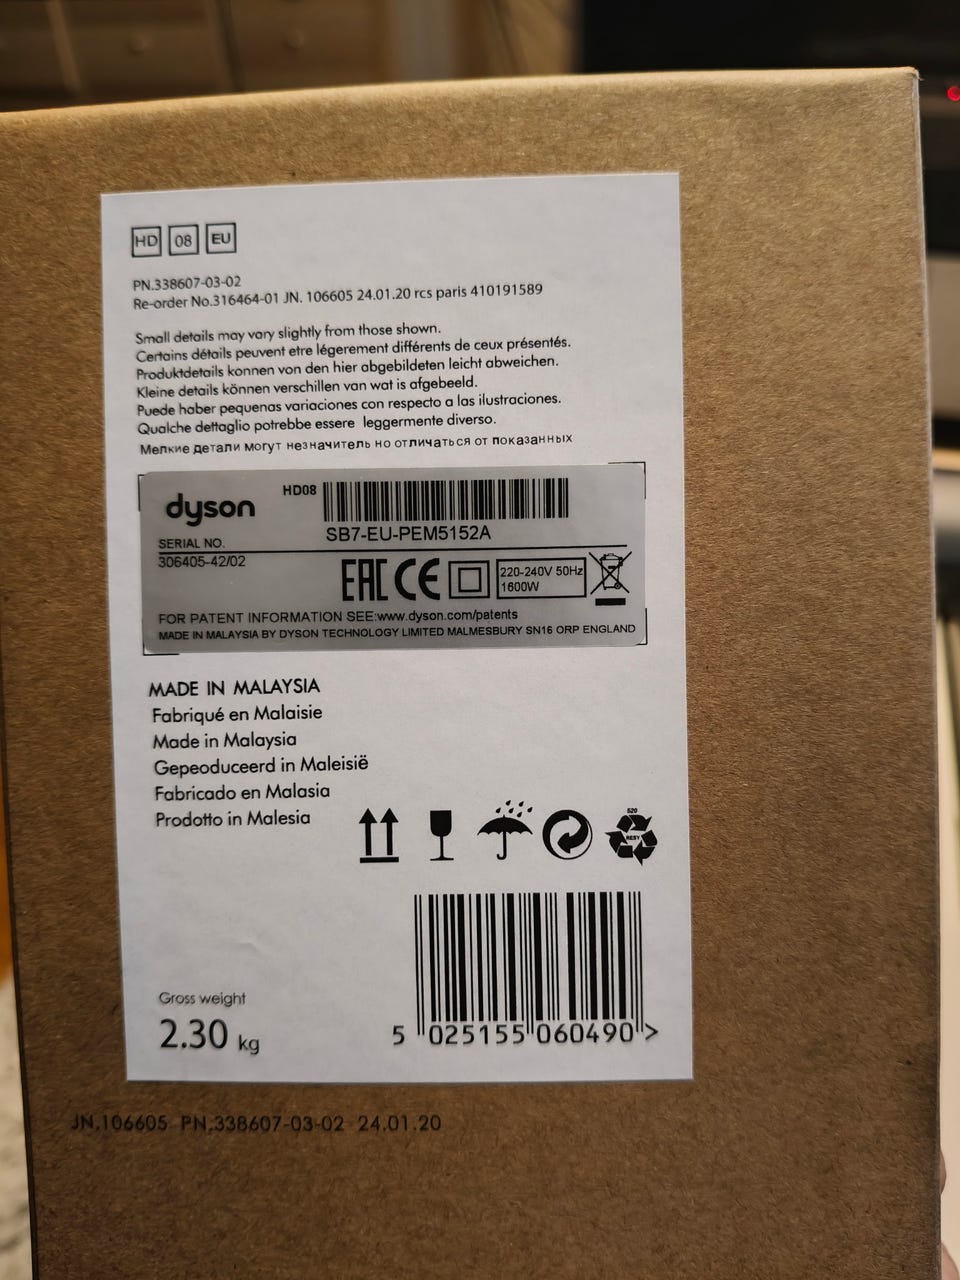 HD 08 EU
PN.338607-03-02
Re-order No.316464-01 JN. 106605 24.01.20 rcs paris 410191589
Small details may vary slightly from those shown.
Certains détails peuvent etre légerement différents de ceux présentés.
Produktdetails konnen von den hier abgebildeten leicht abweichen.
Kleine details können verschillen van wat is afgebeeld.
Puede haber pequenas variaciones con respecto a las ilustraciones.
Qualche dettaglio potrebbe essere leggermente diverso.
Мелкие детали могут незначитель но отличаться от показанных
dyson HD08
SB7-EU-PEM5152A
SERIAL NO.
306405-42/02
EAC CE 220-240V 50Hz
1600W
FOR PATENT INFORMATION SEE:www.dyson.com/patents
MADE IN MALAYSIA BY DYSON TECHNOLOGY LIMITED MALMESBURY SN16 ORP ENGLAND
MADE IN MALAYSIA
Fabriqué en Malaisie
Made in Malaysia
Gepeoduceerd in Maleisië
Fabricado en Malasia
Prodotto in Malesia
520
RESY
Gross weight
2.30 kg
5 025155 060490 >
JN.106605 PN.338607-03-02 24.01.20